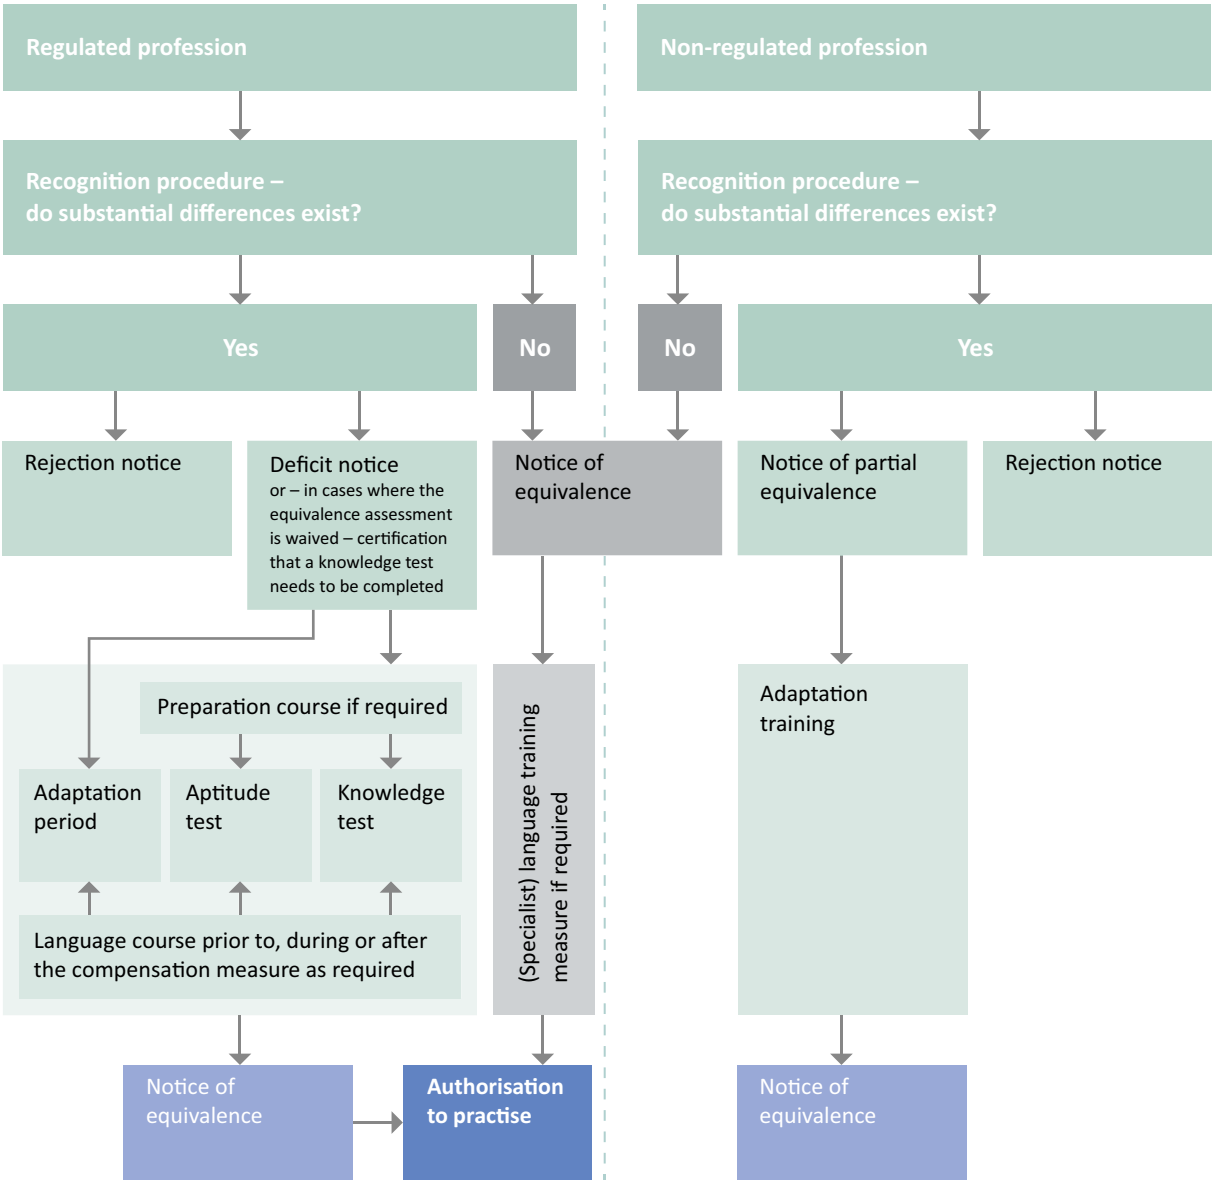 Regulated profession
Non-regulated profession
Recognition procedure –
do substantial differences exist?
Recognition procedure –
do substantial differences exist?
Yes
No
No
Yes
Rejection notice
Deficit notice
or – in cases where the
equivalence assessment
is waived – certification
that a knowledge test
needs to be completed
Notice of
equivalence
Notice of partial
equivalence
Rejection notice
Preparation course if required
Adaptation
period
Aptitude
test
Knowledge
test
Language course prior to, during or after
the compensation measure as required
(Specialist) language training
measure if required
Adaptation
training
Notice of
equivalence
Authorisation
to practise
Notice of
equivalence